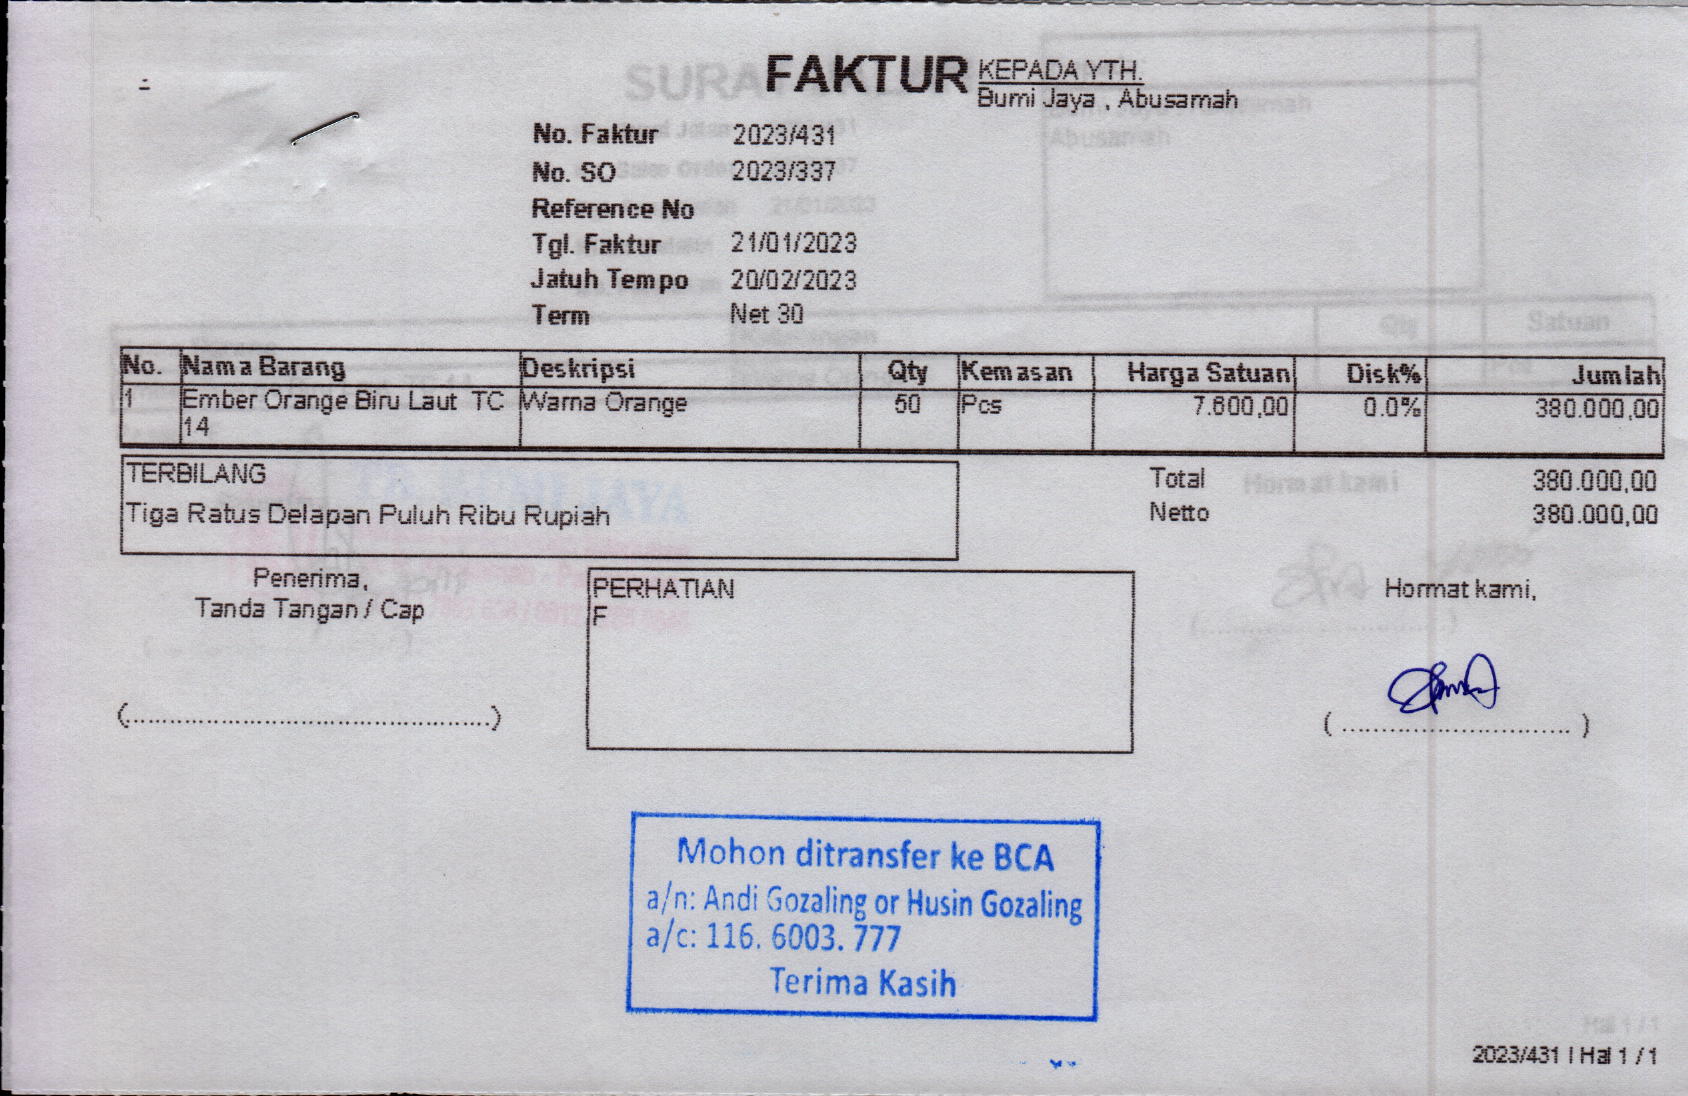 FAKTUR
KEPADA YTH.
Bumi Jaya , Abusamah
No. Faktur 2023/431
No. SO 2023/337
Reference No
Tgl. Faktur 21/01/2023
Jatuh Tempo 20/02/2023
Term Net 30
No. Nama Barang Deskripsi Qty Kemasan Harga Satuan Disk% Jumlah
1 Ember Orange Biru Laut TC Warna Orange 50 Pcs 7.600,00 0.0% 380.000,00
14
TERBILANG
Tiga Ratus Delapan Puluh Ribu Rupiah
Total 380.000,00
Netto 380.000,00
Penerima,
Tanda Tangan / Cap
(..................................................)
PERHATIAN
F
Hormat kami,
( .............................. )
Mohon ditransfer ke BCA
a/n: Andi Gozaling or Husin Gozaling
a/c: 116. 6003. 777
Terima Kasih
2023/431 | Hal 1 / 1